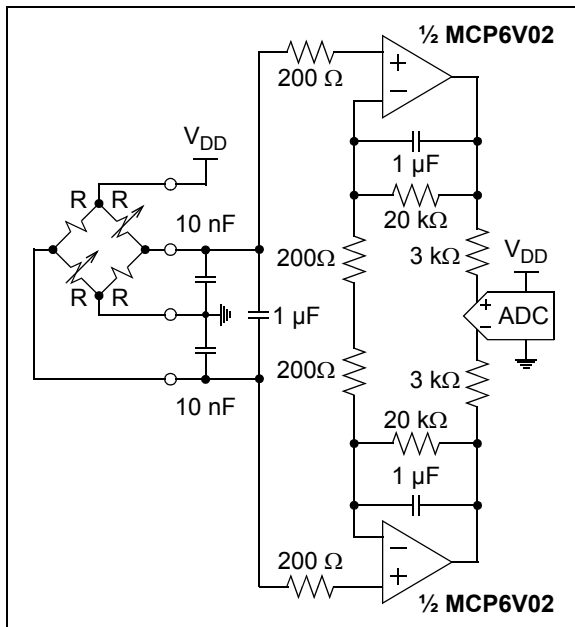 ½ MCP6V02
200 Ω
+
−
V_DD
1 µF
R R
10 nF
20 kΩ
200Ω
3 kΩ
V_DD
R R
1 µF
+
− ADC
200Ω
3 kΩ
10 nF
20 kΩ
1 µF
200 Ω
−
+
½ MCP6V02